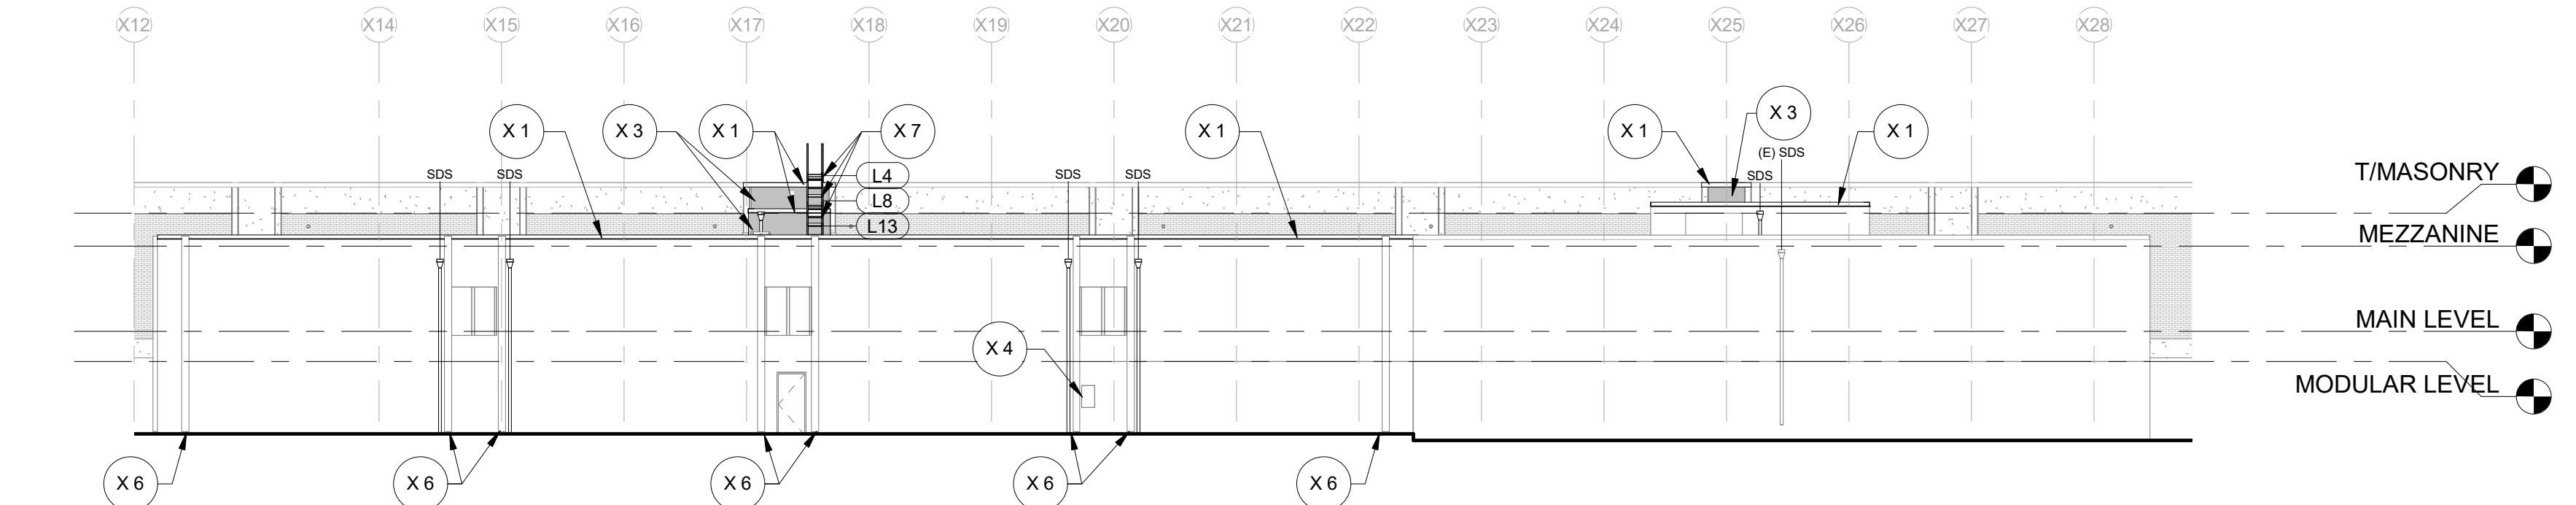 X12 X14 X15 X16 X17 X18 X19 X20 X21 X22 X23 X24 X25 X26 X27 X28
X 1 X 3 X 1 X 7 X 1 X 1 X 3 X 1
(E) SDS
SDS SDS SDS SDS SDS
L4
L8
L13
T/MASONRY
MEZZANINE
MAIN LEVEL
X 4
MODULAR LEVEL
X 6 X 6 X 6 X 6 X 6